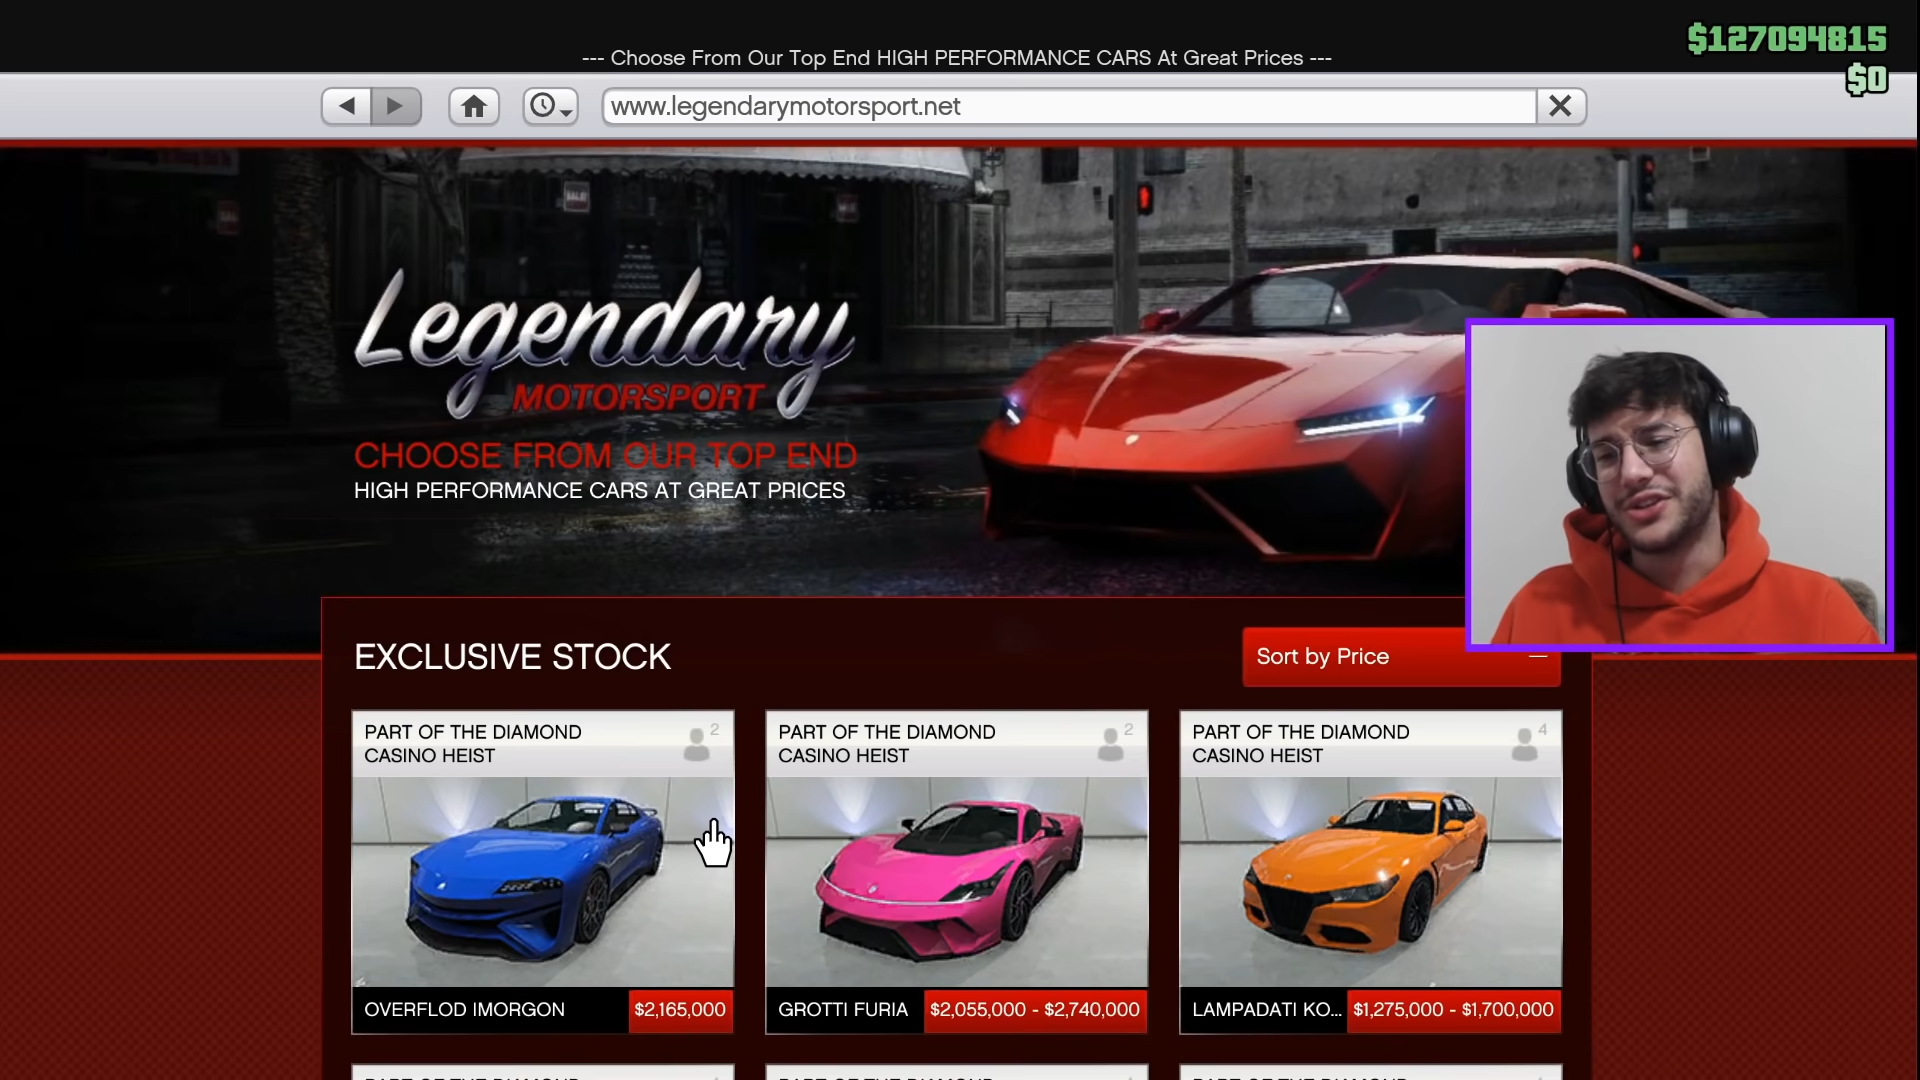 $127094815
--- Choose From Our Top End HIGH PERFORMANCE CARS At Great Prices ---
$0
www.legendarymotorsport.net
Legendary
MOTORSPORT
CHOOSE FROM OUR TOP END
HIGH PERFORMANCE CARS AT GREAT PRICES
EXCLUSIVE STOCK
Sort by Price
PART OF THE DIAMOND
CASINO HEIST
2
PART OF THE DIAMOND
CASINO HEIST
2
PART OF THE DIAMOND
CASINO HEIST
4
OVERFLOD IMORGON
$2,165,000
GROTTI FURIA
$2,055,000 - $2,740,000
LAMPADATI KO...
$1,275,000 - $1,700,000